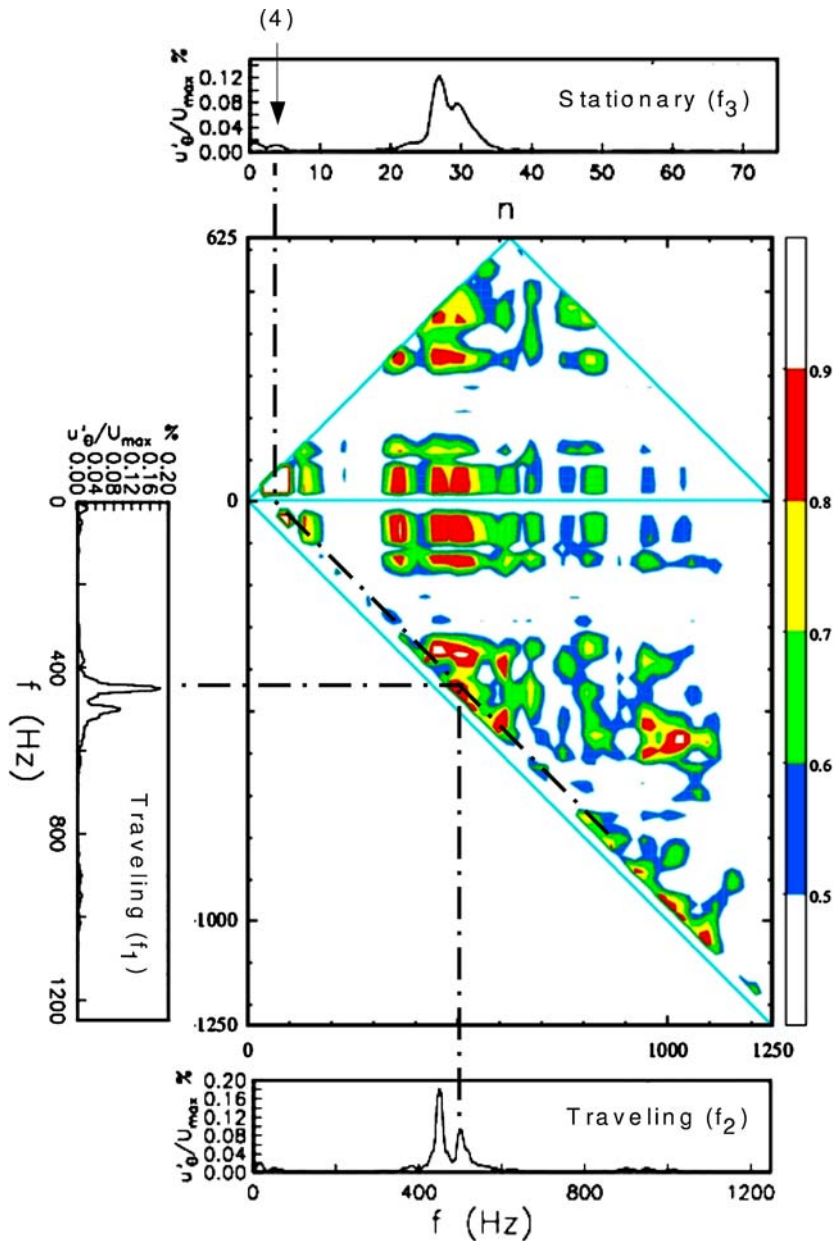 (4)
u'θ/Umax %
0.12
0.08
0.04
0.00
Stationary (f3)
0 10 20 30 40 50 60 70
n
625
0
-1000
-1250
0 1000 1250
0.9
0.8
0.7
0.6
0.5
u'θ/Umax %
0.00 0.04 0.08 0.12 0.16 0.20
0
400
800
1200
f (Hz)
Traveling (f1)
u'θ/Umax %
0.20
0.16
0.12
0.08
0.04
0.00
Traveling (f2)
0 400 800 1200
f (Hz)